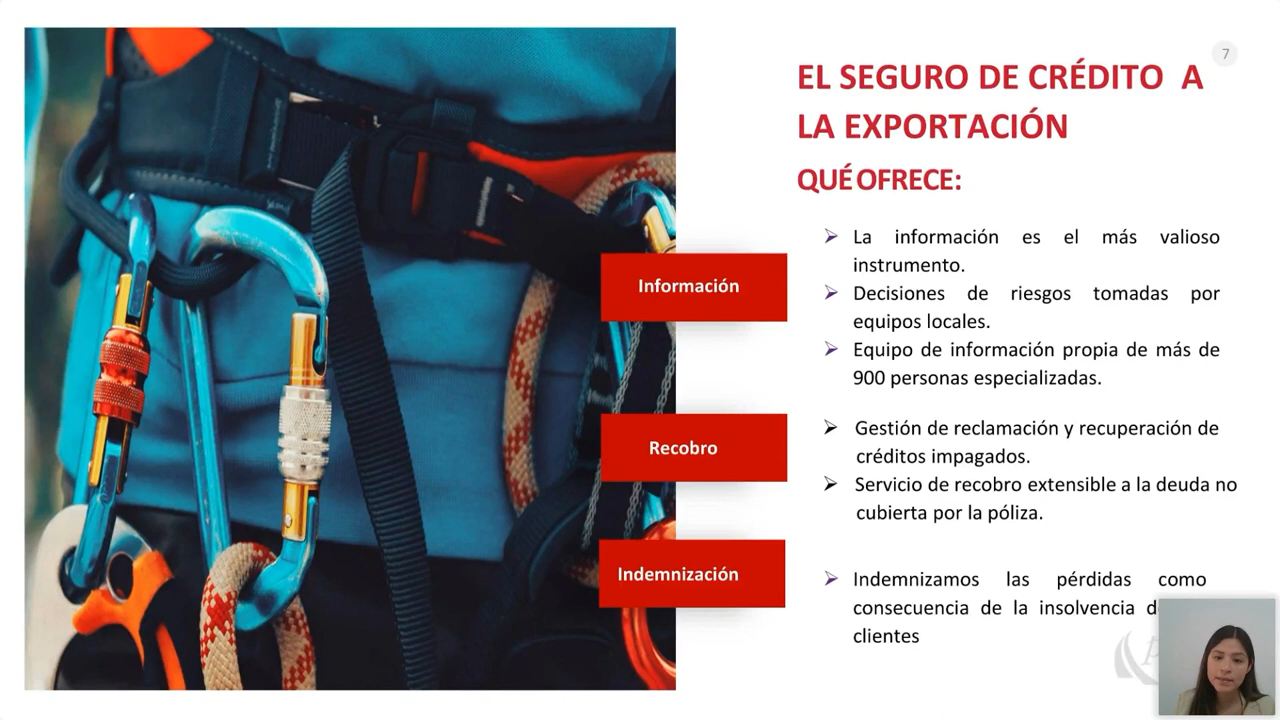 7
EL SEGURO DE CRÉDITO A
LA EXPORTACIÓN
QUÉ OFRECE:
Información
La información es el más valioso
instrumento.
Decisiones de riesgos tomadas por
equipos locales.
Equipo de información propia de más de
900 personas especializadas.
Recobro
Gestión de reclamación y recuperación de
créditos impagados.
Servicio de recobro extensible a la deuda no
cubierta por la póliza.
Indemnización
Indemnizamos las pérdidas como
consecuencia de la insolvencia
clientes